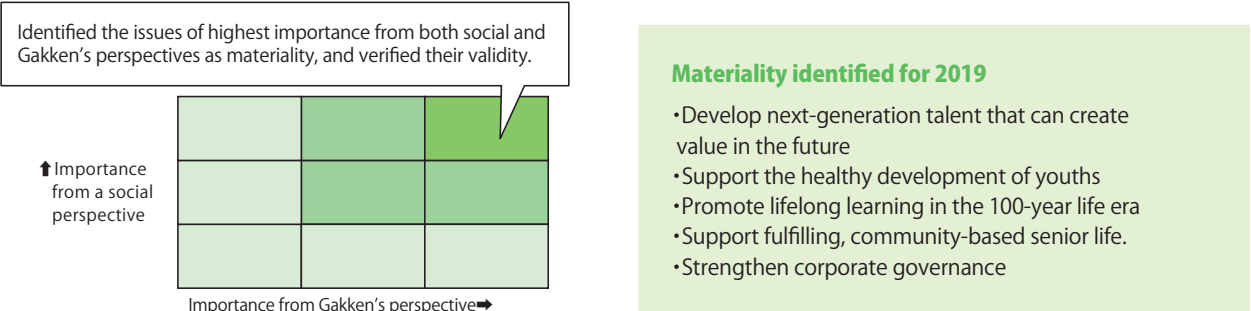 Identified the issues of highest importance from both social and
Gakken’s perspectives as materiality, and verified their validity.
⬆Importance
from a social
perspective
Importance from Gakken’s perspective➡
Materiality identified for 2019
・Develop next-generation talent that can create
value in the future
・Support the healthy development of youths
・Promote lifelong learning in the 100-year life era
・Support fulfilling, community-based senior life.
・Strengthen corporate governance